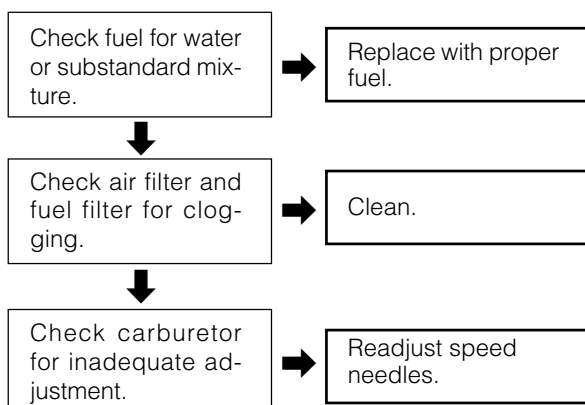 Check fuel for water
or substandard mix-
ture.
Replace with proper
fuel.
Check air filter and
fuel filter for clog-
ging.
Clean.
Check carburetor
for inadequate ad-
justment.
Readjust speed
needles.